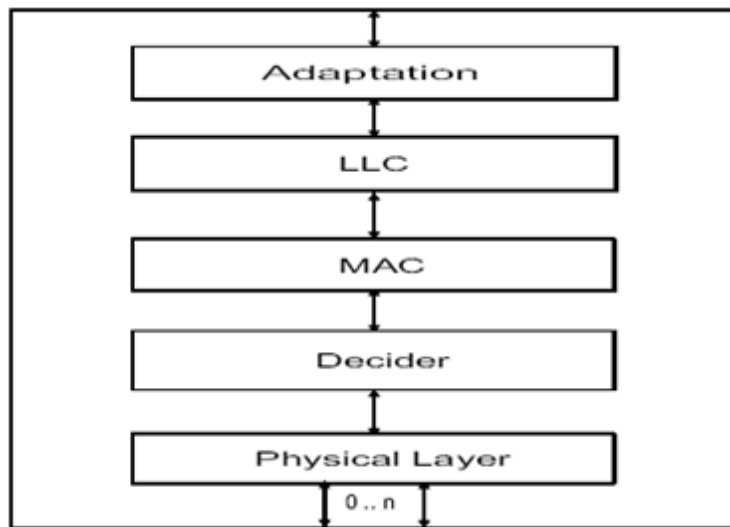 Adaptation
LLC
MAC
Decider
Physical Layer
0 .. n